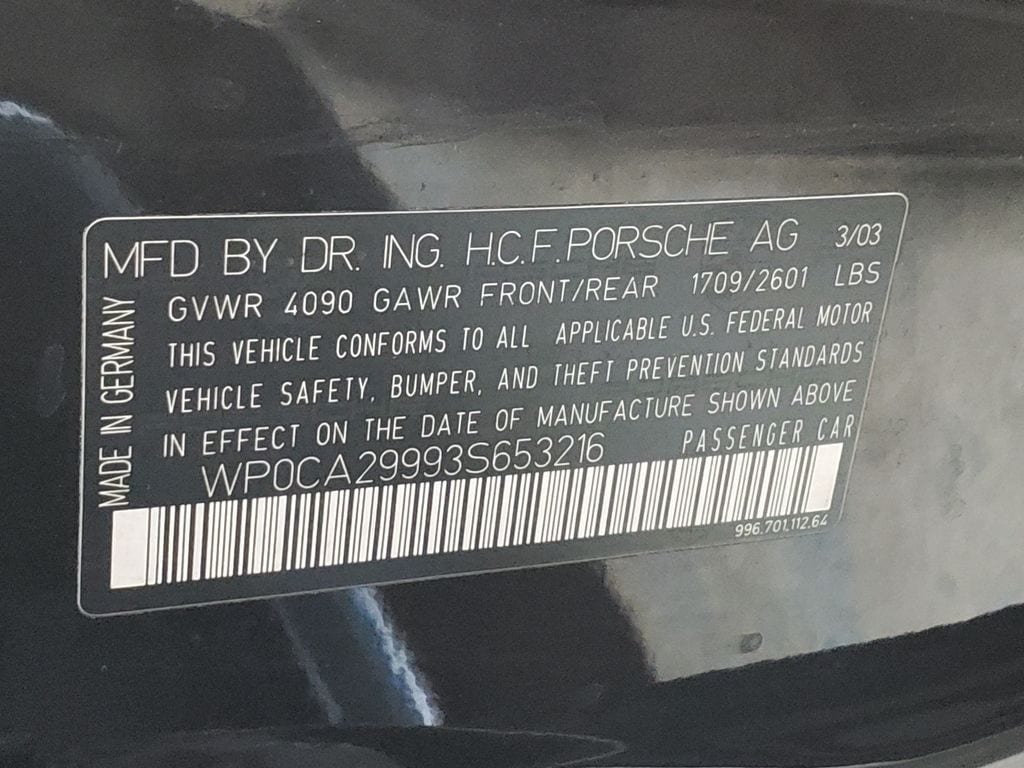 MFD BY DR. ING. H.C.F. PORSCHE AG 3/03
GVWR 4090 GAWR FRONT/REAR 1709/2601 LBS
THIS VEHICLE CONFORMS TO ALL APPLICABLE U.S. FEDERAL MOTOR
VEHICLE SAFETY, BUMPER, AND THEFT PREVENTION STANDARDS
IN EFFECT ON THE DATE OF MANUFACTURE SHOWN ABOVE
WP0CA29993S653216 PASSENGER CAR
996.701.112.64
MADE IN GERMANY